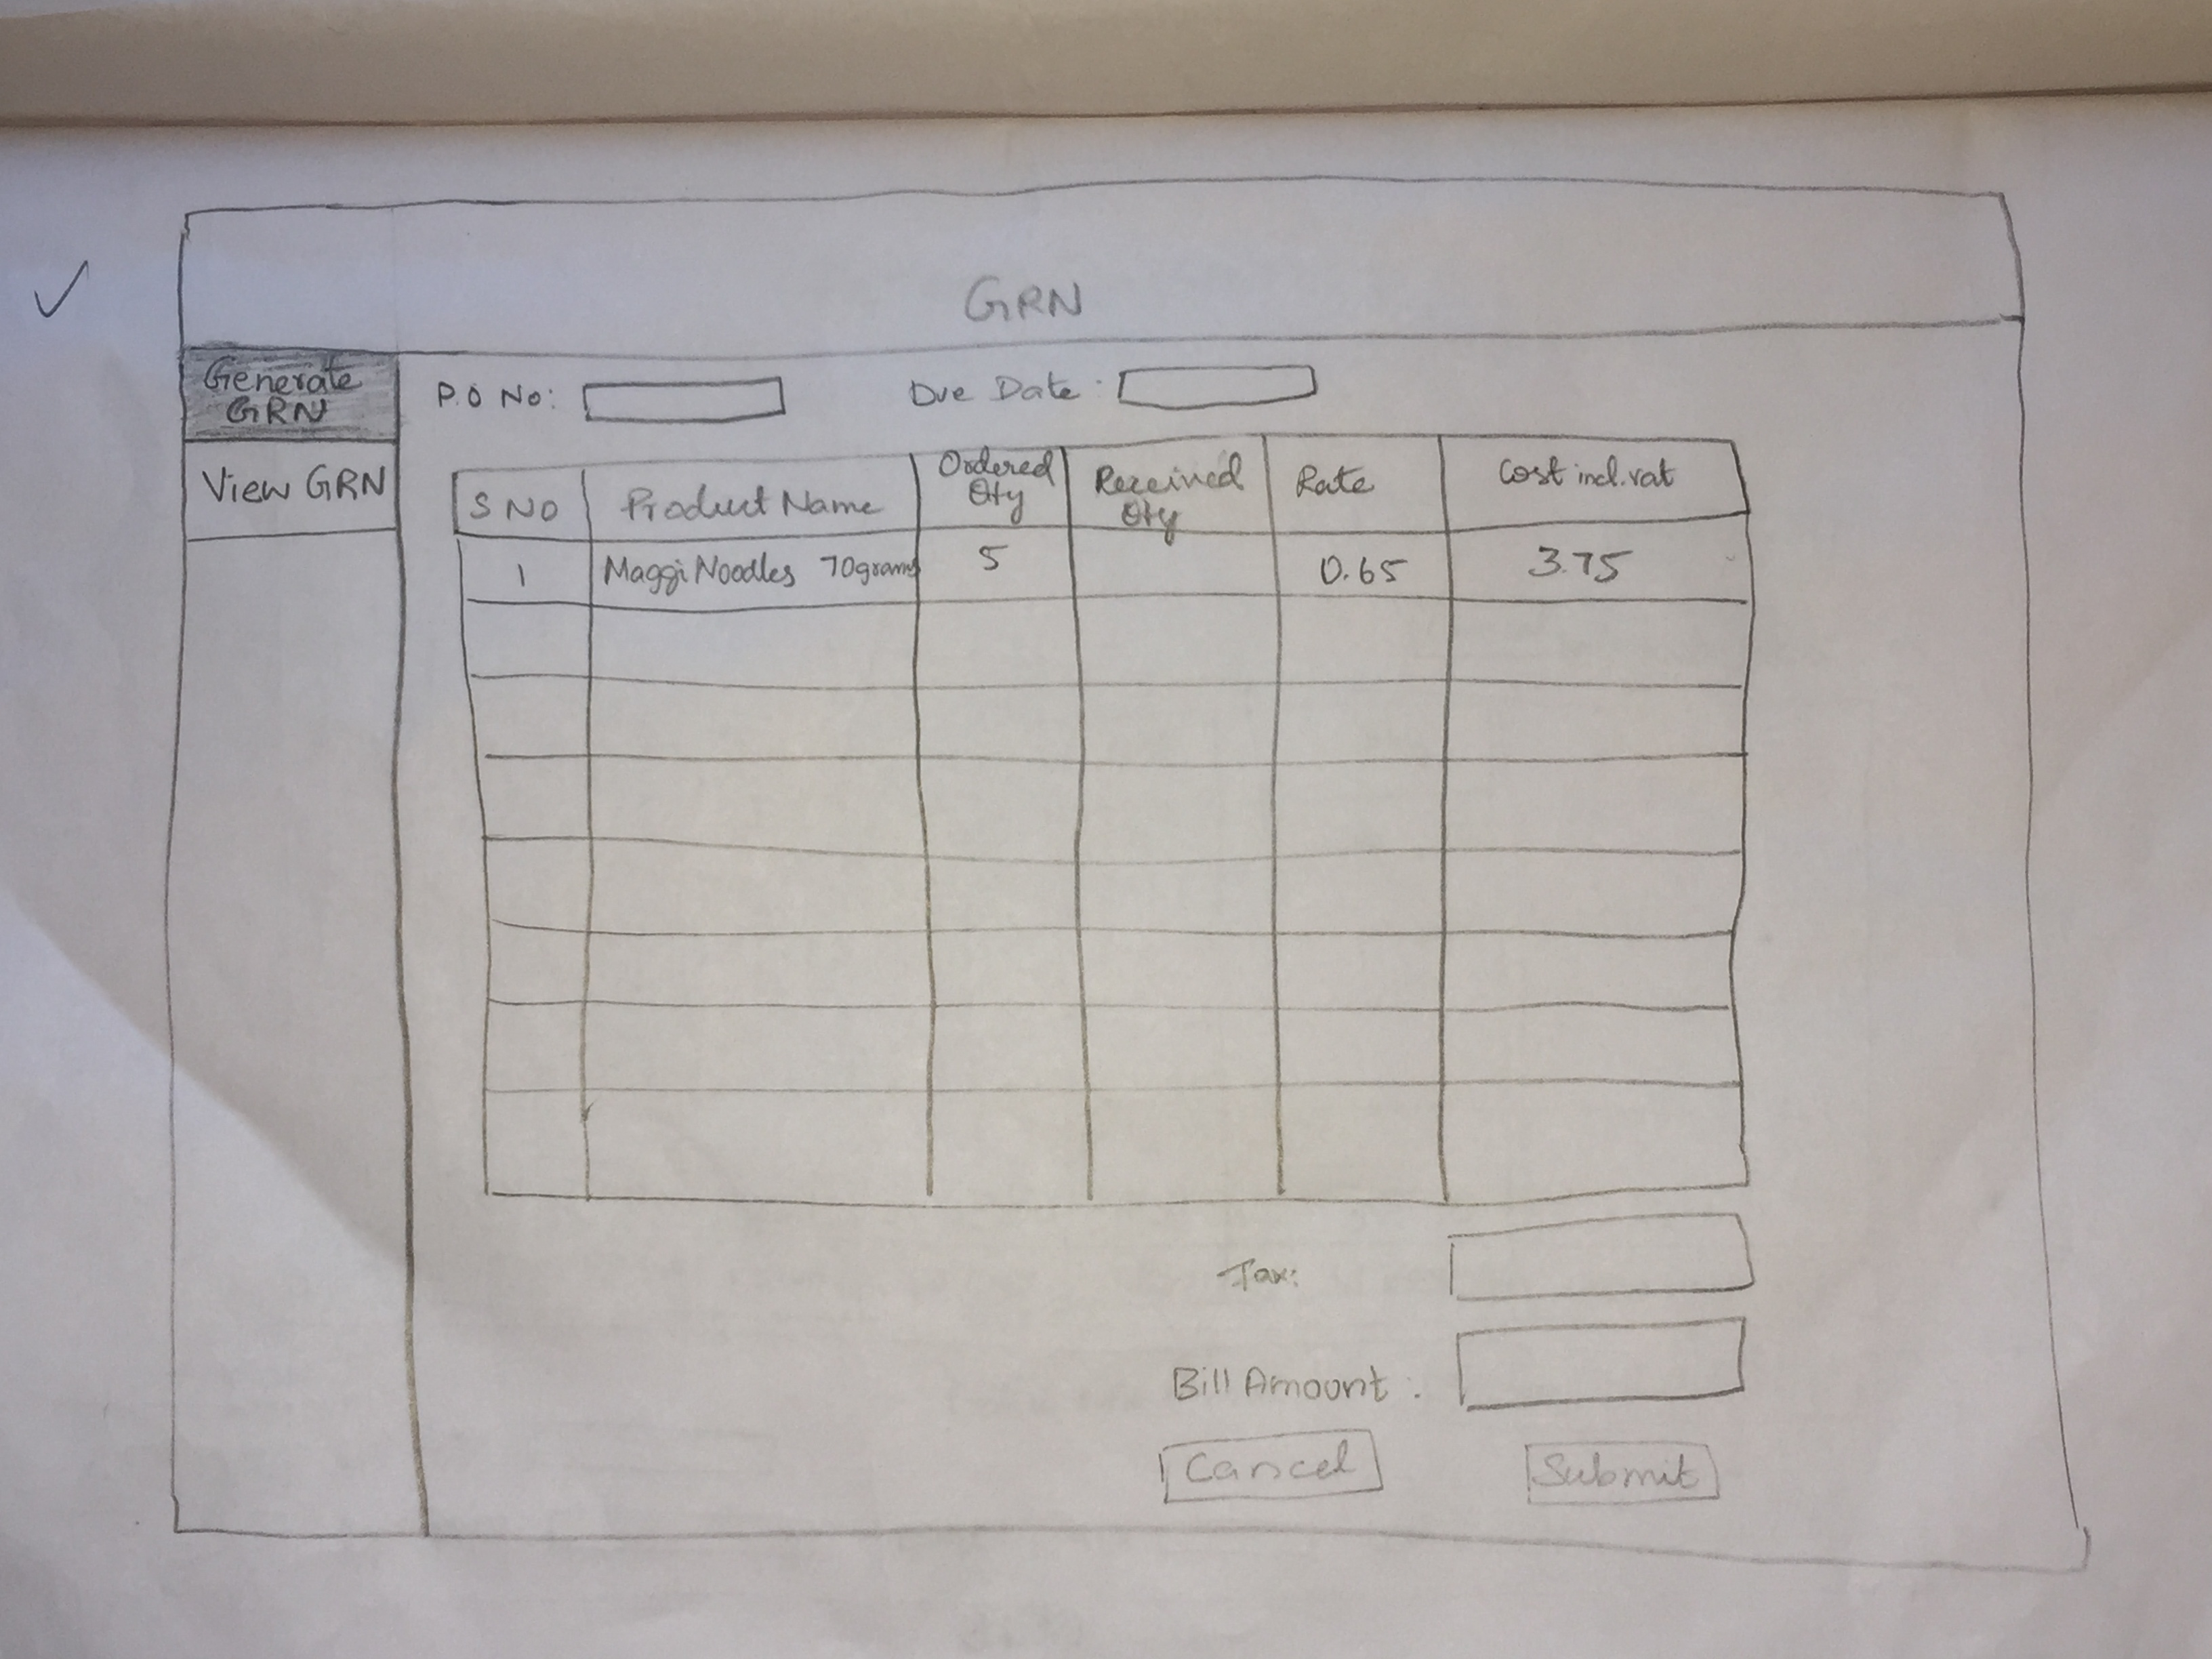 GRN
Generate
GRN
View GRN
P.O No:
Due Date :
S NO
Product Name
Ordered
Qty
Received
Qty
Rate
Cost incl. vat
1
Maggi Noodles 70grams
5
0.65
3.75
Tax:
Bill Amount :
Cancel
Submit